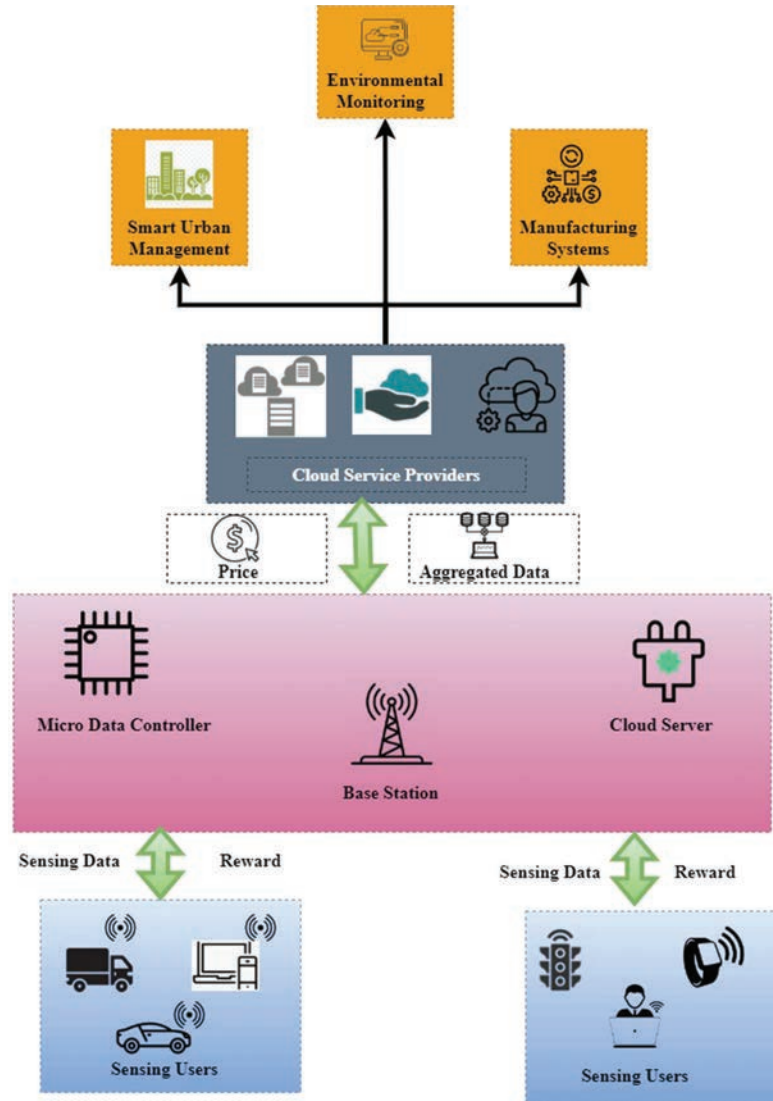 Environmental
Monitoring
Smart Urban
Management
Manufacturing
Systems
Cloud Service Providers
Price
Aggregated Data
Micro Data Controller
Cloud Server
Base Station
Sensing Data
Reward
Sensing Data
Reward
Sensing Users
Sensing Users